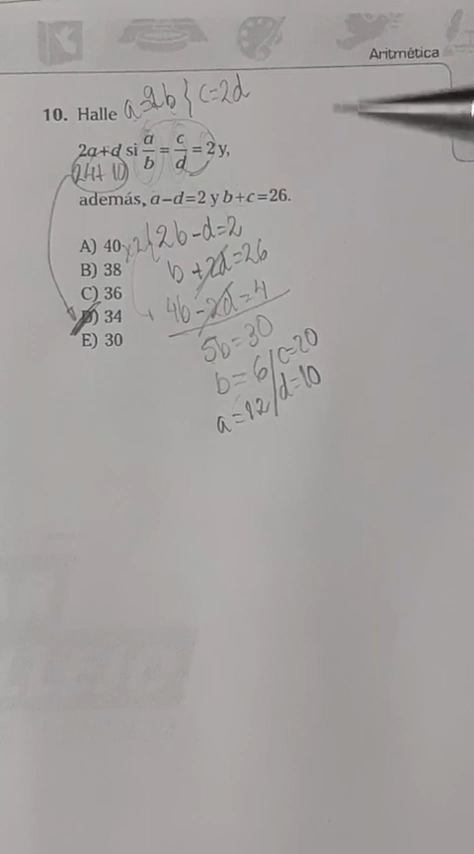 Aritmética
a=2b { c=2d
10. Halle
2a+d si a/b = c/d = 2 y,
24+10
además, a−d=2 y b+c=26.
A) 40
B) 38
C) 36
D) 34
E) 30
x2{2b-d=2
b+2d=26
4b-2d=4
5b=30
b=6/c=20
a=12/d=10